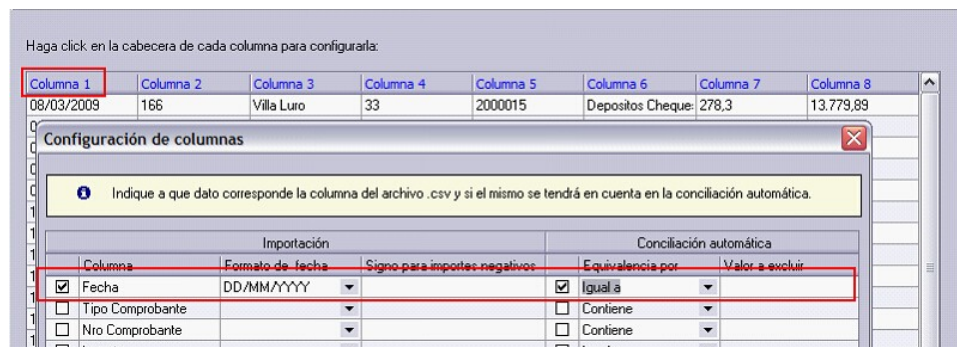 Haga click en la cabecera de cada columna para configurarla:
Columna 1 Columna 2 Columna 3 Columna 4 Columna 5 Columna 6 Columna 7 Columna 8
08/03/2009 166 Villa Luro 33 2000015 Depositos Cheque: 278,3 13.779,89
Configuración de columnas
Indique a que dato corresponde la columna del archivo .csv y si el mismo se tendrá en cuenta en la conciliación automática.
Importación Conciliación automática
Columna Formato de fecha Signo para importes negativos Equivalencia por Valor a excluir
Fecha DD/MM/YYYY Igual a
Tipo Comprobante Contiene
Nro Comprobante Contiene